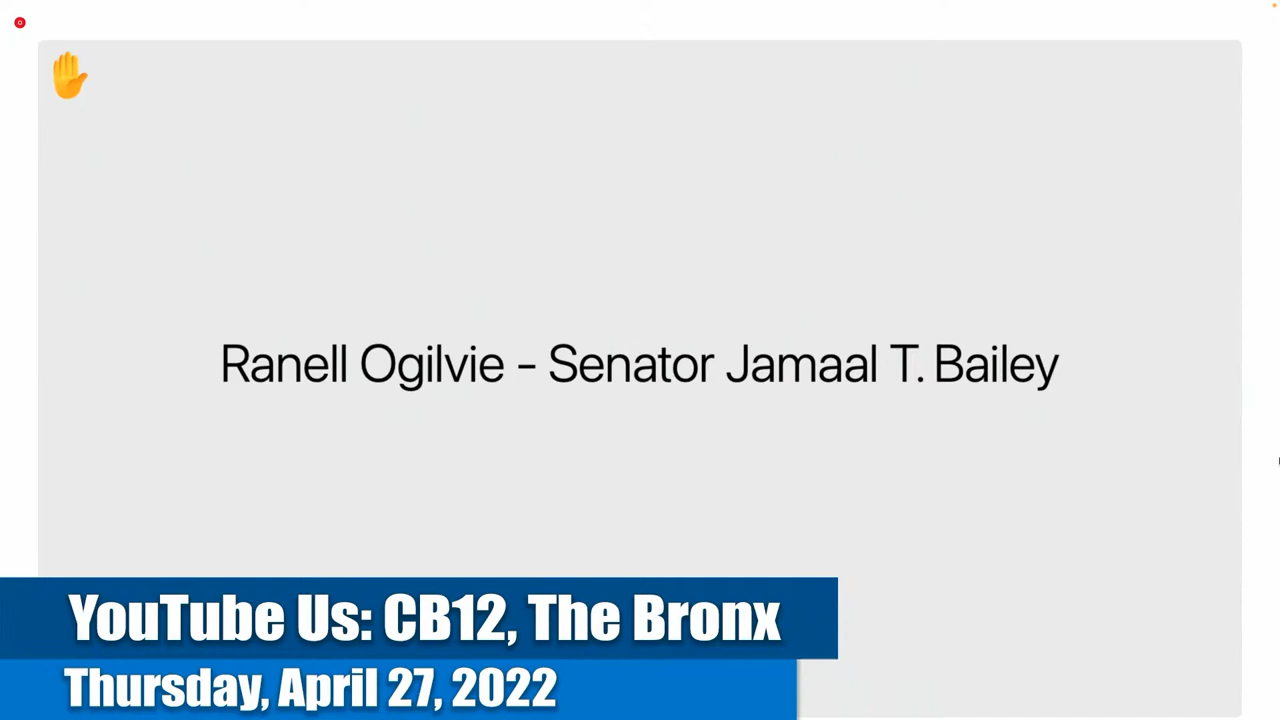 Ranell Ogilvie - Senator Jamaal T. Bailey
YouTube Us: CB12, The Bronx
Thursday, April 27, 2022